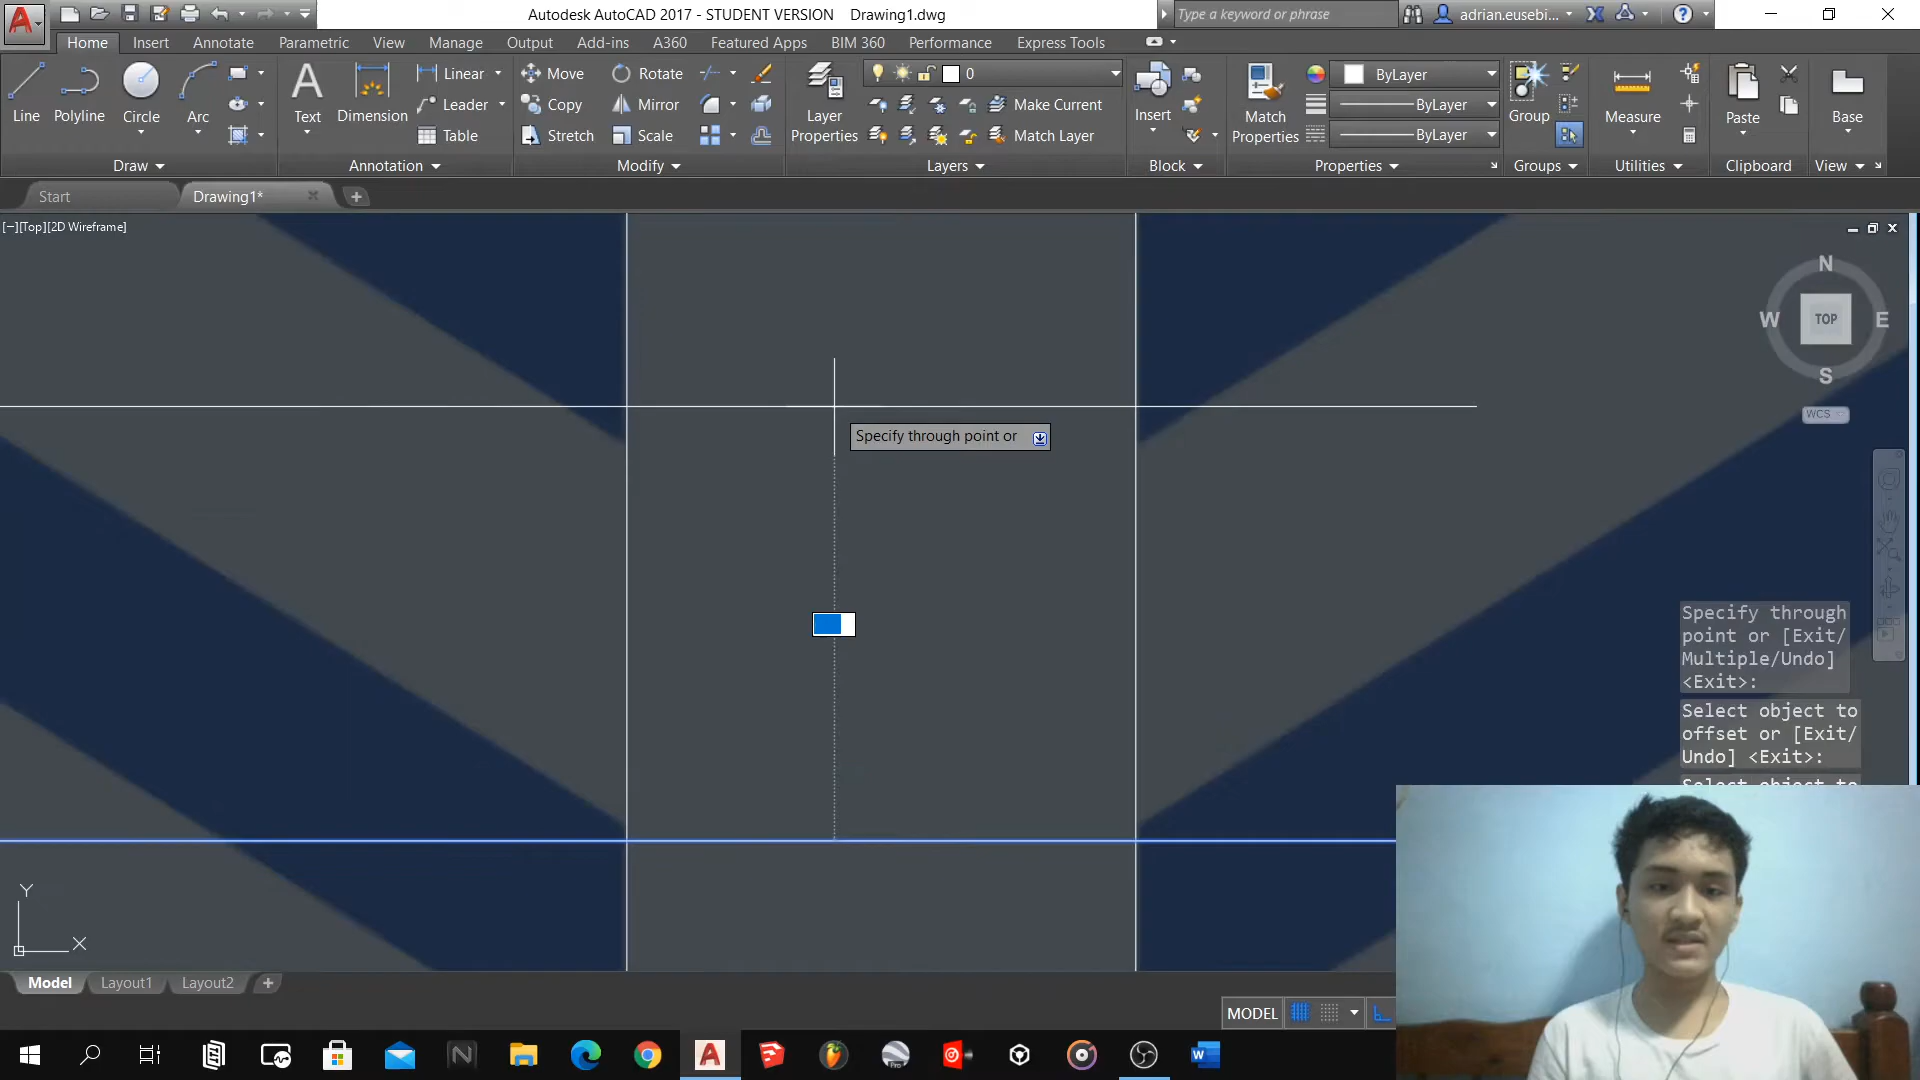 Autodesk AutoCAD 2017 - STUDENT VERSION Drawing1.dwg
Type a keyword or phrase
adrian.eusebi...
Home Insert Annotate Parametric View Manage Output Add-ins A360 Featured Apps BIM 360 Performance Express Tools
Line
Polyline
Circle
Arc
Draw
Text
Dimension
Linear
Leader
Table
Annotation
Move Rotate
Copy Mirror
Stretch Scale
Modify
Layer
Properties
0
Make Current
Match Layer
Layers
Insert
Block
Match
Properties
ByLayer
ByLayer
ByLayer
Properties
Group
Groups
Measure
Utilities
Paste
Clipboard
Base
View
Start
Drawing1*
[−][Top][2D Wireframe]
N
W TOP E
S
WCS
Specify through point or
Specify through
point or [Exit/
Multiple/Undo]
<Exit>:
Select object to
offset or [Exit/
Undo] <Exit>:
Select object to
Y
X
Model Layout1 Layout2
MODEL